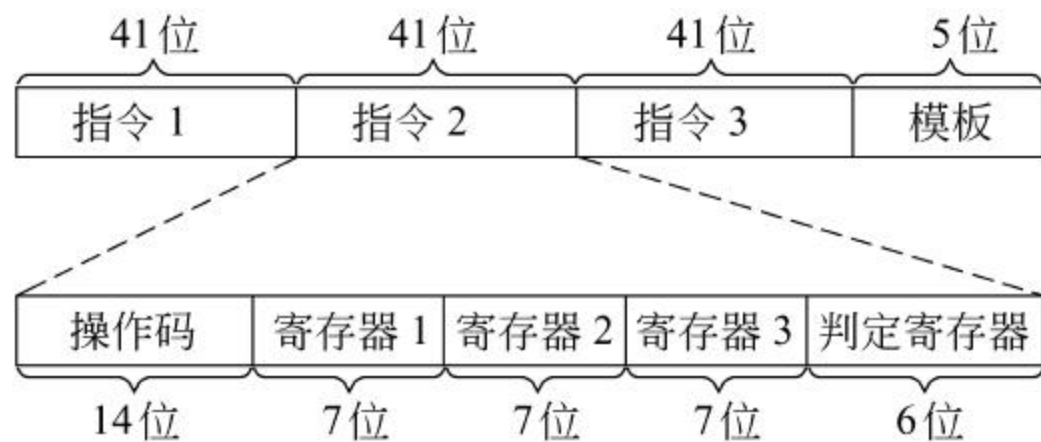 41位 41位 41位 5位
指令1 指令2 指令3 模板
操作码 寄存器1 寄存器2 寄存器3 判定寄存器
14位 7位 7位 7位 6位